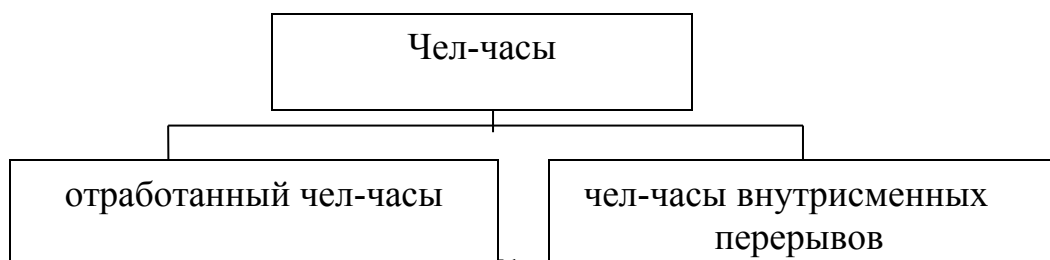 Чел-часы
отработанный чел-часы
чел-часы внутрисменных
перерывов